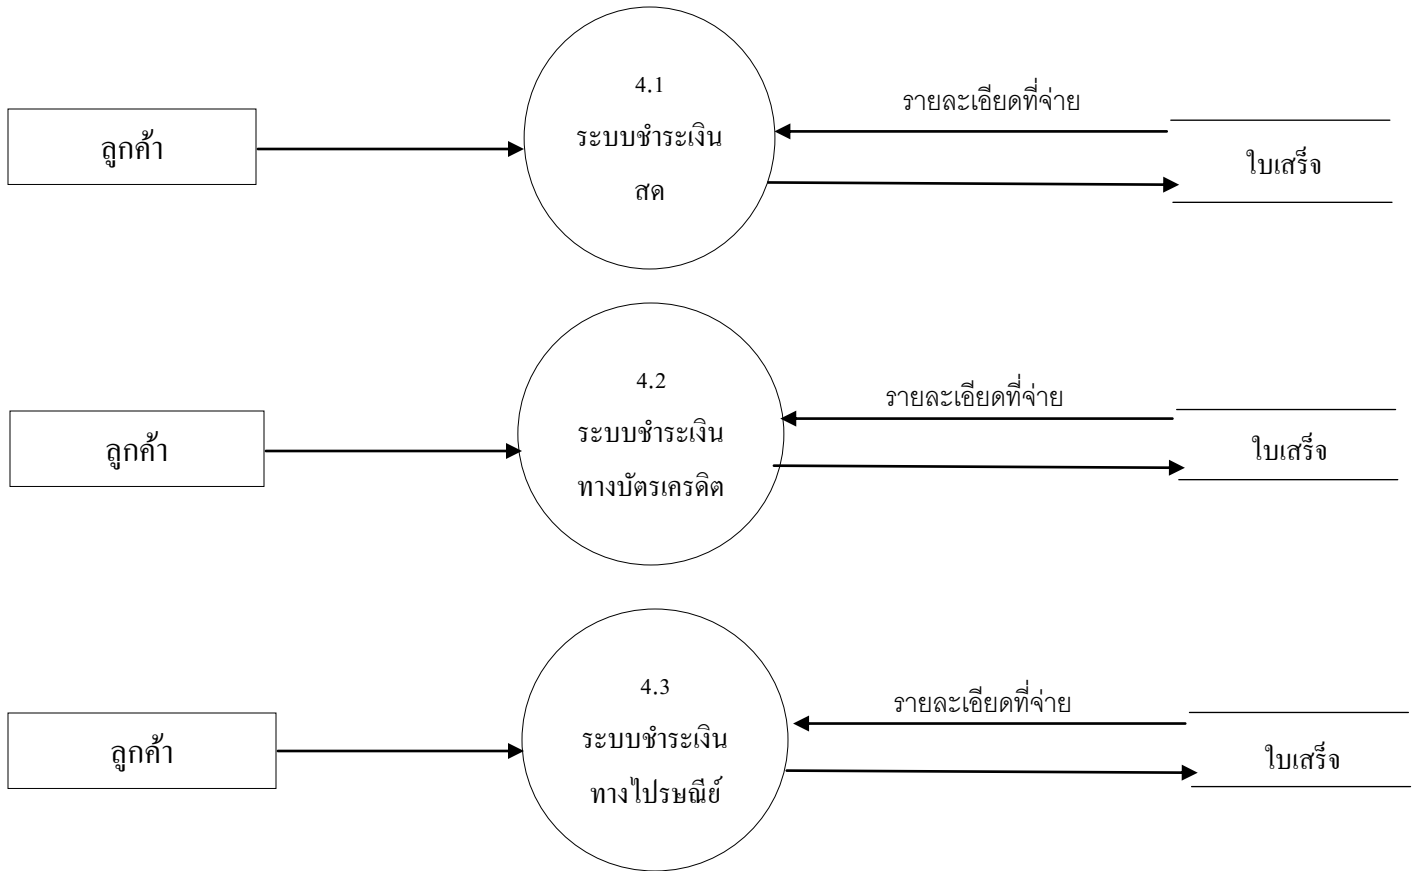 4.1
รายละเอียดที่จ่าย
ลูกค้า
ระบบชำระเงิน
ใบเสร็จ
สด
4.2
รายละเอียดที่จ่าย
ลูกค้า
ระบบชำระเงิน
ใบเสร็จ
ทางบัตรเครดิต
4.3
รายละเอียดที่จ่าย
ลูกค้า
ระบบชำระเงิน
ใบเสร็จ
ทางไปรษณีย์